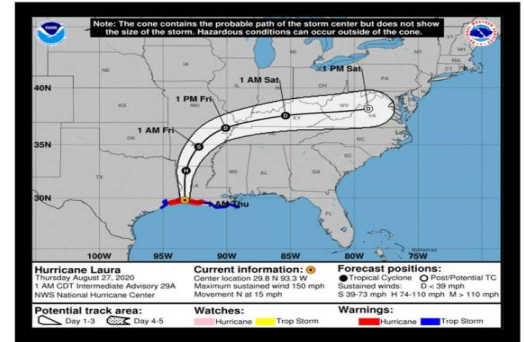 Note: The cone contains the probable path of the storm center but does not show
the size of the storm. Hazardous conditions can occur outside of the cone.
1 PM Sat
1 AM Sat
40N
1 PM Fri
1 AM Fri
35N
30N
1 AM Thu
100W
95W
90W
85W
80W
75W
Hurricane Laura
Thursday August 27, 2020
1 AM CDT Intermediate Advisory 29A
NWS National Hurricane Center
Current information:
Center location 29.8 N 93.3 W
Maximum sustained wind 150 mph
Movement N at 15 mph
Forecast positions:
Tropical Cyclone Post/Potential TC
Sustained winds: D < 39 mph
S 39-73 mph H 74-110 mph M > 110 mph
Potential track area:
Day 1-3 Day 4-5
Watches:
Hurricane Trop Storm
Warnings:
Hurricane Trop Storm